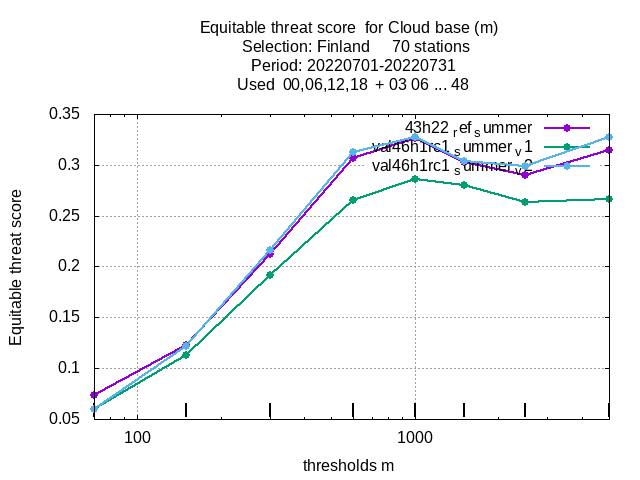 Equitable threat score  for Cloud base (m)
Selection: Finland     70 stations
Period: 20220701-20220731
Used  00,06,12,18  + 03 06 ... 48
43h22_ref_summer
val46h1rc1_summer_v1
val46h1rc1_summer_v2
Equitable threat score
0.35
0.3
0.25
0.2
0.15
0.1
0.05
100
1000
thresholds m